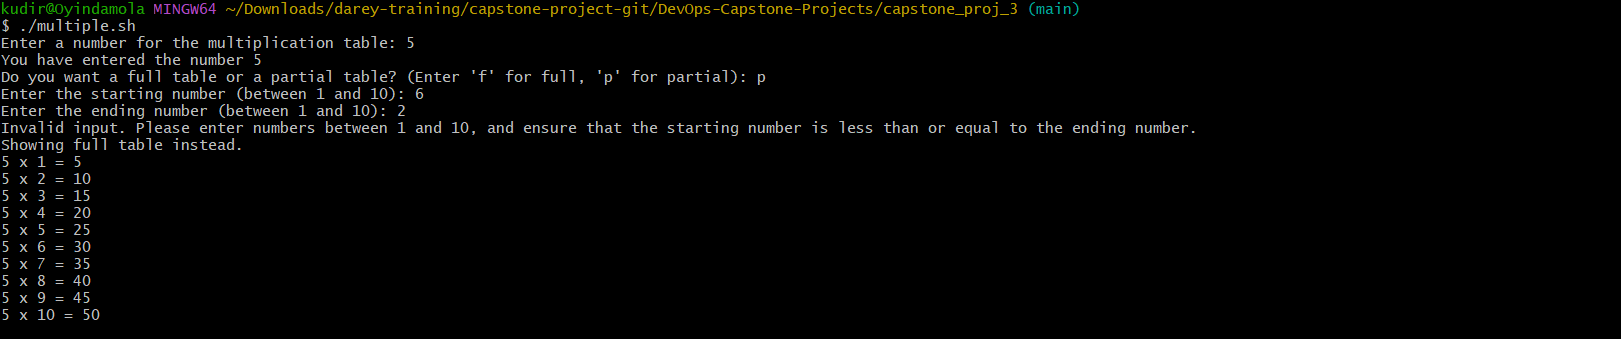 kudir@Oyindamola MINGW64 ~/Downloads/darey-training/capstone-project-git/DevOps-Capstone-Projects/capstone_proj_3 (main)
$ ./multiple.sh
Enter a number for the multiplication table: 5
You have entered the number 5
Do you want a full table or a partial table? (Enter 'f' for full, 'p' for partial): p
Enter the starting number (between 1 and 10): 6
Enter the ending number (between 1 and 10): 2
Invalid input. Please enter numbers between 1 and 10, and ensure that the starting number is less than or equal to the ending number.
Showing full table instead.
5 x 1 = 5
5 x 2 = 10
5 x 3 = 15
5 x 4 = 20
5 x 5 = 25
5 x 6 = 30
5 x 7 = 35
5 x 8 = 40
5 x 9 = 45
5 x 10 = 50